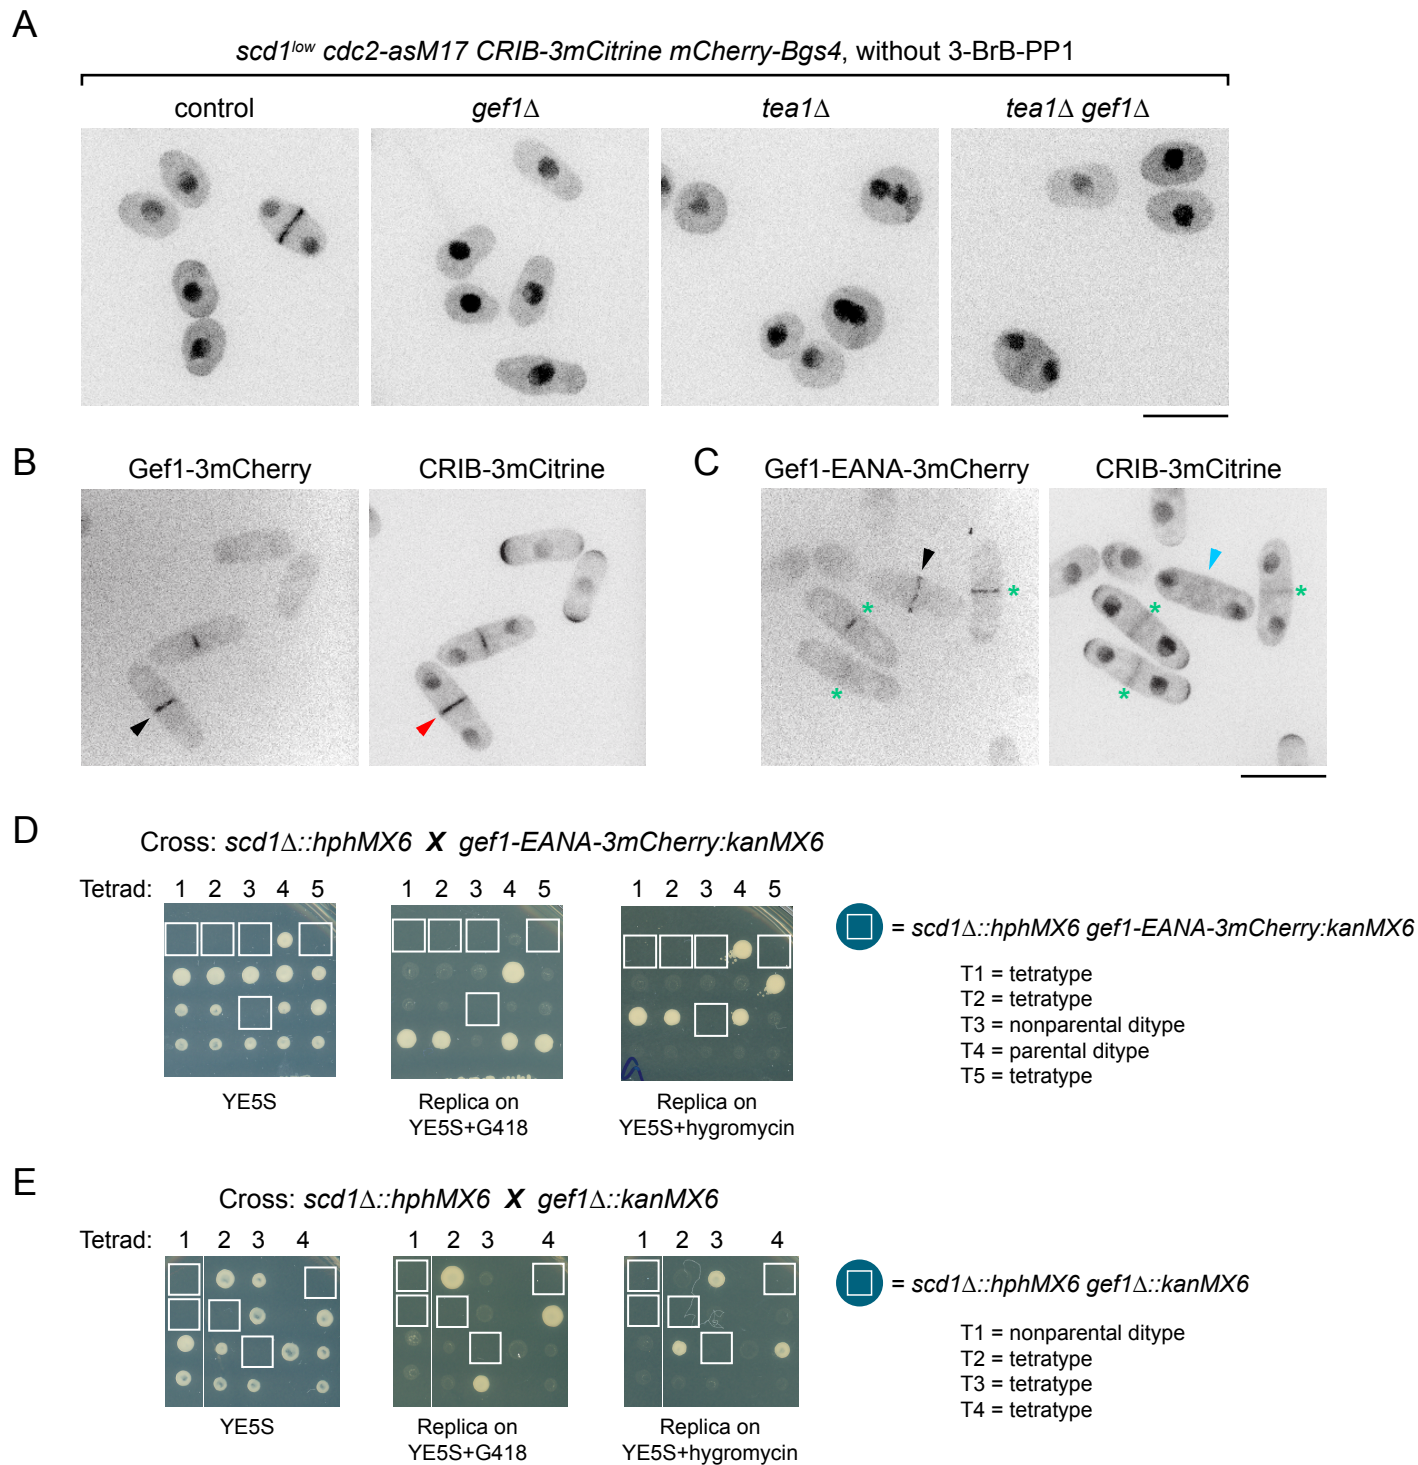 A
scd1low cdc2-asM17 CRIB-3mCitrine mCherry-Bgs4, without 3-BrB-PP1
control gef1Δ tea1Δ tea1Δ gef1Δ
B
Gef1-3mCherry CRIB-3mCitrine
C
Gef1-EANA-3mCherry CRIB-3mCitrine
* * *
* * *
D
Cross: scd1Δ::hphMX6 X gef1-EANA-3mCherry:kanMX6
Tetrad: 1 2 3 4 5 1 2 3 4 5 1 2 3 4 5
YE5S
Replica on
YE5S+G418
Replica on
YE5S+hygromycin
= scd1Δ::hphMX6 gef1-EANA-3mCherry:kanMX6
T1 = tetratype
T2 = tetratype
T3 = nonparental ditype
T4 = parental ditype
T5 = tetratype
E
Cross: scd1Δ::hphMX6 X gef1Δ::kanMX6
Tetrad: 1 2 3 4 1 2 3 4 1 2 3 4
YE5S
Replica on
YE5S+G418
Replica on
YE5S+hygromycin
= scd1Δ::hphMX6 gef1Δ::kanMX6
T1 = nonparental ditype
T2 = tetratype
T3 = tetratype
T4 = tetratype